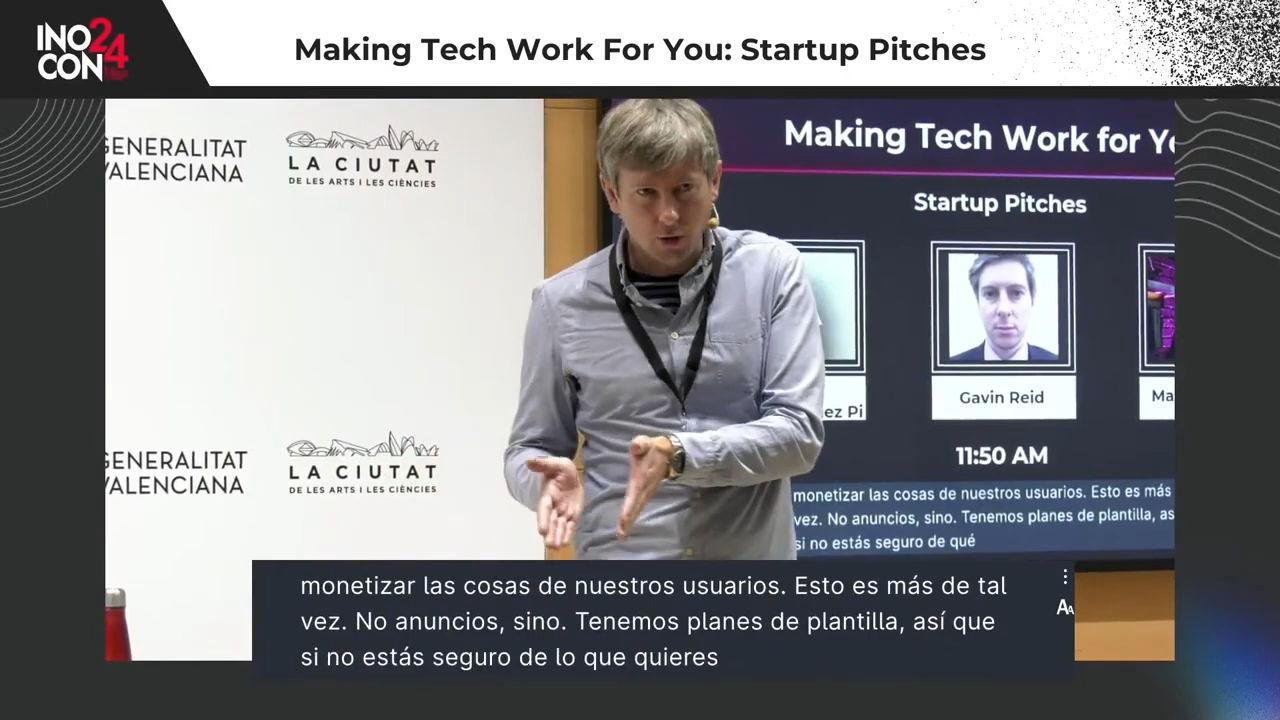 INO24
CON
Making Tech Work For You: Startup Pitches
GENERALITAT
VALENCIANA
LA CIUTAT
DE LES ARTS I LES CIÈNCIES
Making Tech Work for Yo
Startup Pitches
ez Pi
Gavin Reid
Ma
11:50 AM
GENERALITAT
VALENCIANA
LA CIUTAT
DE LES ARTS I LES CIÈNCIES
monetizar las cosas de nuestros usuarios. Esto es más
vez. No anuncios, sino. Tenemos planes de plantilla, as
si no estás seguro de qué
monetizar las cosas de nuestros usuarios. Esto es más de tal
vez. No anuncios, sino. Tenemos planes de plantilla, así que
si no estás seguro de lo que quieres
AA